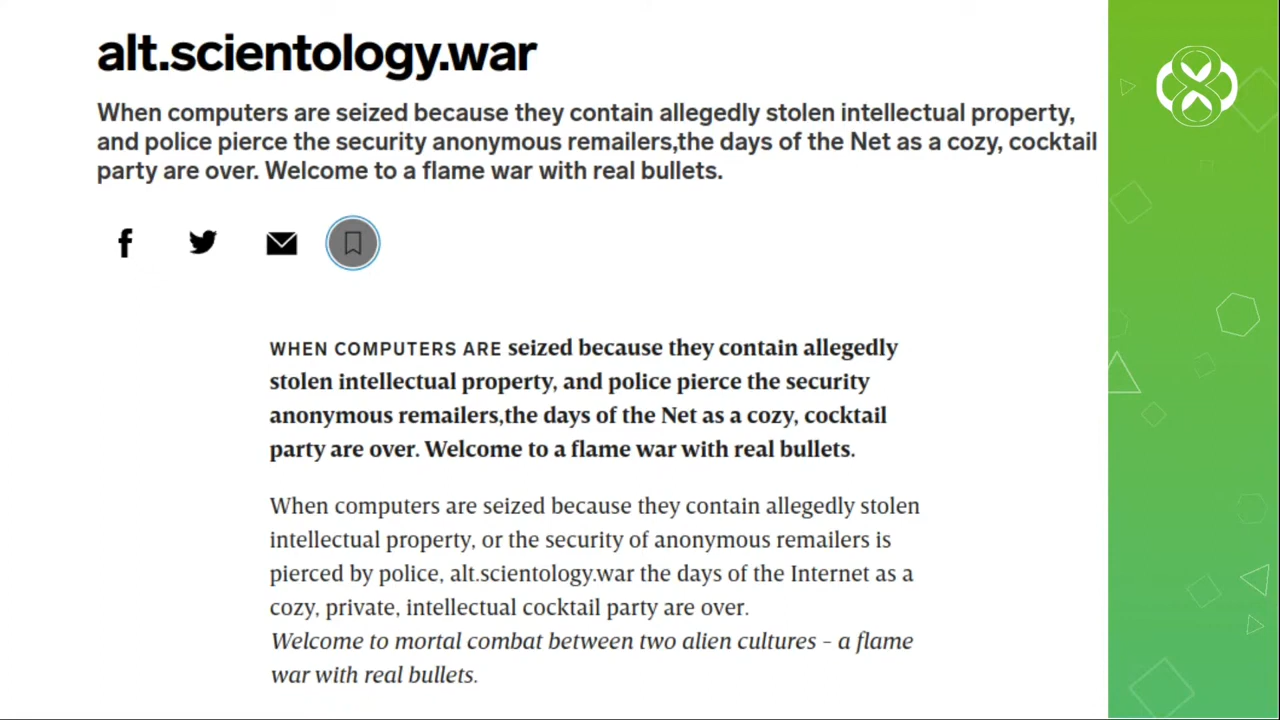 alt.scientology.war
When computers are seized because they contain allegedly stolen intellectual property,
and police pierce the security anonymous remailers,the days of the Net as a cozy, cocktail
party are over. Welcome to a flame war with real bullets.
WHEN COMPUTERS ARE seized because they contain allegedly
stolen intellectual property, and police pierce the security
anonymous remailers,the days of the Net as a cozy, cocktail
party are over. Welcome to a flame war with real bullets.
When computers are seized because they contain allegedly stolen
intellectual property, or the security of anonymous remailers is
pierced by police, alt.scientology.war the days of the Internet as a
cozy, private, intellectual cocktail party are over.
Welcome to mortal combat between two alien cultures – a flame
war with real bullets.